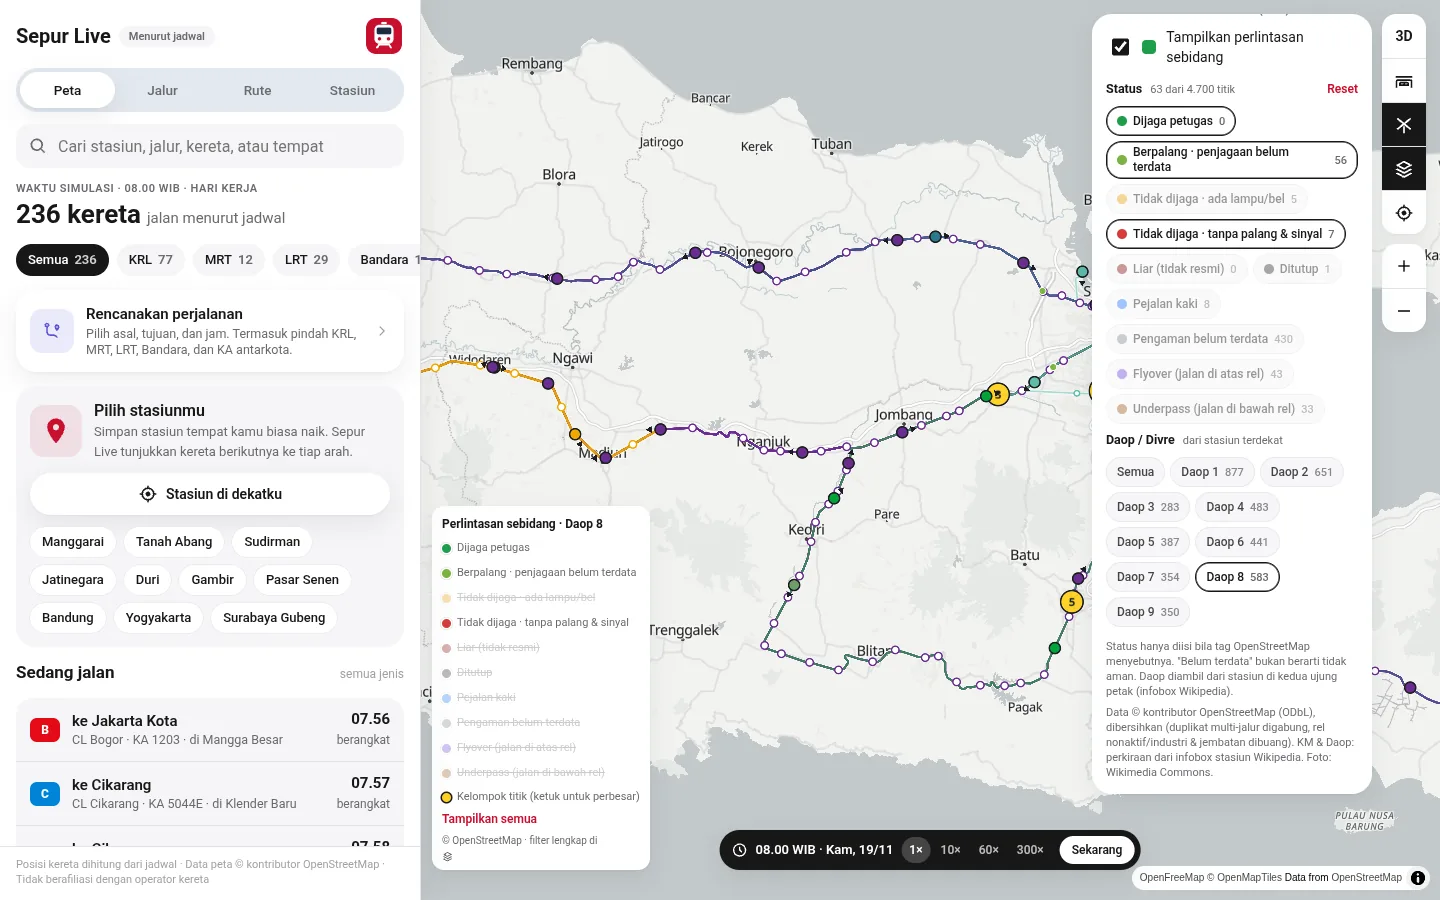 Sepur Live
Menurut jadwal
Peta
Jalur
Rute
Stasiun
Cari stasiun, jalur, kereta, atau tempat
WAKTU SIMULASI · 08.00 WIB · HARI KERJA
236 kereta jalan menurut jadwal
Semua 236
KRL 77
MRT 12
LRT 29
Bandara 1
Rencanakan perjalanan
Pilih asal, tujuan, dan jam. Termasuk pindah KRL,
MRT, LRT, Bandara, dan KA antarkota.
Pilih stasiunmu
Simpan stasiun tempat kamu biasa naik. Sepur
Live tunjukkan kereta berikutnya ke tiap arah.
Stasiun di dekatku
Manggarai
Tanah Abang
Sudirman
Jatinegara
Duri
Gambir
Pasar Senen
Bandung
Yogyakarta
Surabaya Gubeng
Sedang jalan
semua jenis
B
ke Jakarta Kota
07.56
CL Bogor · KA 1203 · di Mangga Besar
berangkat
C
ke Cikarang
07.57
CL Cikarang · KA 5044E · di Klender Baru
berangkat
Posisi kereta dihitung dari jadwal · Data peta © kontributor OpenStreetMap ·
Tidak berafiliasi dengan operator kereta
Rembang
Bancar
Jatirogo
Kerek
Tuban
Blora
Bojonegoro
Widodaren
Ngawi
Madiun
Nganjuk
Jombang
Kediri
Pare
Batu
Trenggalek
Blitar
Pagak
5
5
PULAU NUSA
BARUNG
Perlintasan sebidang · Daop 8
Dijaga petugas
Berpalang · penjagaan belum terdata
Tidak dijaga · ada lampu/bel
Tidak dijaga · tanpa palang & sinyal
Liar (tidak resmi)
Ditutup
Pejalan kaki
Pengaman belum terdata
Flyover (jalan di atas rel)
Underpass (jalan di bawah rel)
Kelompok titik (ketuk untuk perbesar)
Tampilkan semua
© OpenStreetMap · filter lengkap di
Tampilkan perlintasan
sebidang
Status 63 dari 4.700 titik
Reset
Dijaga petugas 0
Berpalang · penjagaan belum
terdata
56
Tidak dijaga · ada lampu/bel 5
Tidak dijaga · tanpa palang & sinyal 7
Liar (tidak resmi) 0
Ditutup 1
Pejalan kaki 8
Pengaman belum terdata 430
Flyover (jalan di atas rel) 43
Underpass (jalan di bawah rel) 33
Daop / Divre dari stasiun terdekat
Semua
Daop 1 877
Daop 2 651
Daop 3 283
Daop 4 483
Daop 5 387
Daop 6 441
Daop 7 354
Daop 8 583
Daop 9 350
Status hanya diisi bila tag OpenStreetMap
menyebutnya. "Belum terdata" bukan berarti tidak
aman. Daop diambil dari stasiun di kedua ujung
petak (infobox Wikipedia).
Data © kontributor OpenStreetMap (ODbL),
dibersihkan (duplikat multi-jalur digabung, rel
nonaktif/industri & jembatan dibuang). KM & Daop:
perkiraan dari infobox stasiun Wikipedia. Foto:
Wikimedia Commons.
3D
+
−
08.00 WIB · Kam, 19/11
1×
10×
60×
300×
Sekarang
OpenFreeMap © OpenMapTiles Data from OpenStreetMap